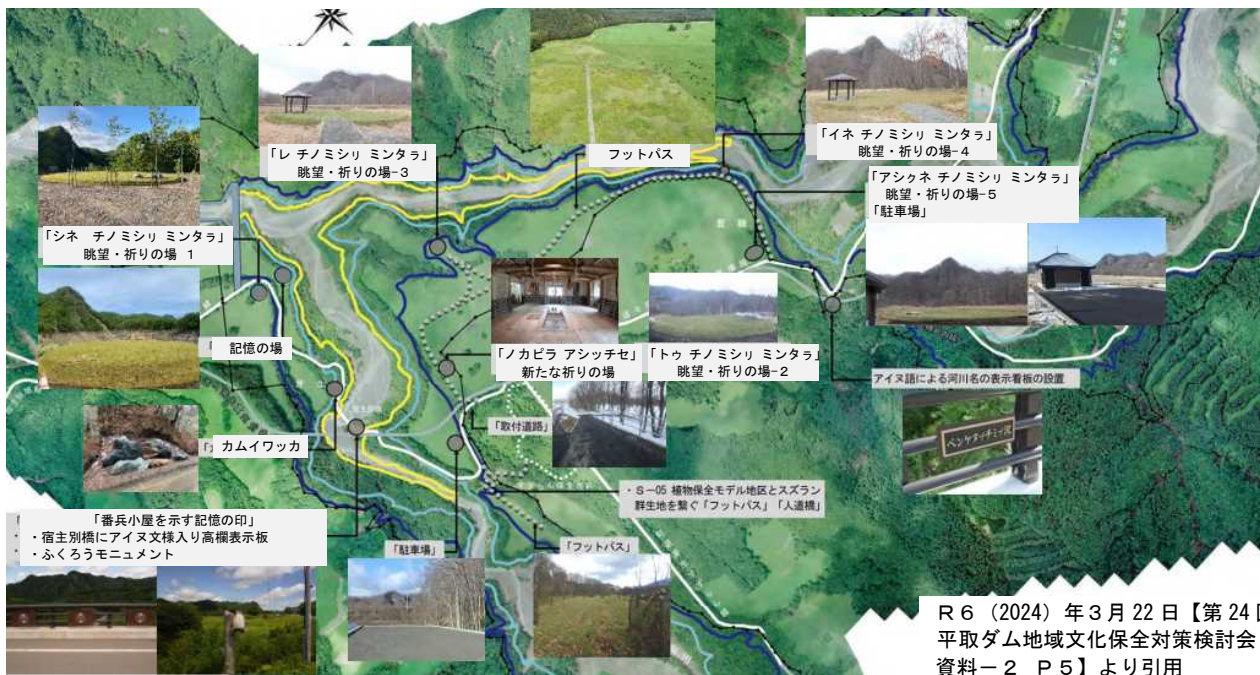 「レ チノミシㇼ ミンタㇻ」
眺望・祈りの場-3
フットパス
「イネ チノミシㇼ ミンタㇻ」
眺望・祈りの場-4
「アシㇰネ チノミシㇼ ミンタㇻ」
眺望・祈りの場-5
「駐車場」
「シネ チノミシㇼ ミンタㇻ」
眺望・祈りの場 1
記憶の場
「ノカピラ アシッチセ」
新たな祈りの場
「トゥ チノミシㇼ ミンタㇻ」
眺望・祈りの場-2
アイヌ語による河川名の表示看板の設置
カムイワッカ
「取付道路」
・S-05 植物保全モデル地区とスズラン
群生地を繋ぐ「フットパス」「人道橋」
「番兵小屋を示す記憶の印」
・宿主別橋にアイヌ文様入り高欄表示板
・ふくろうモニュメント
「駐車場」
「フットパス」
R6(2024)年3月22日【第24
平取ダム地域文化保全対策検討会
資料-2 P5】より引用